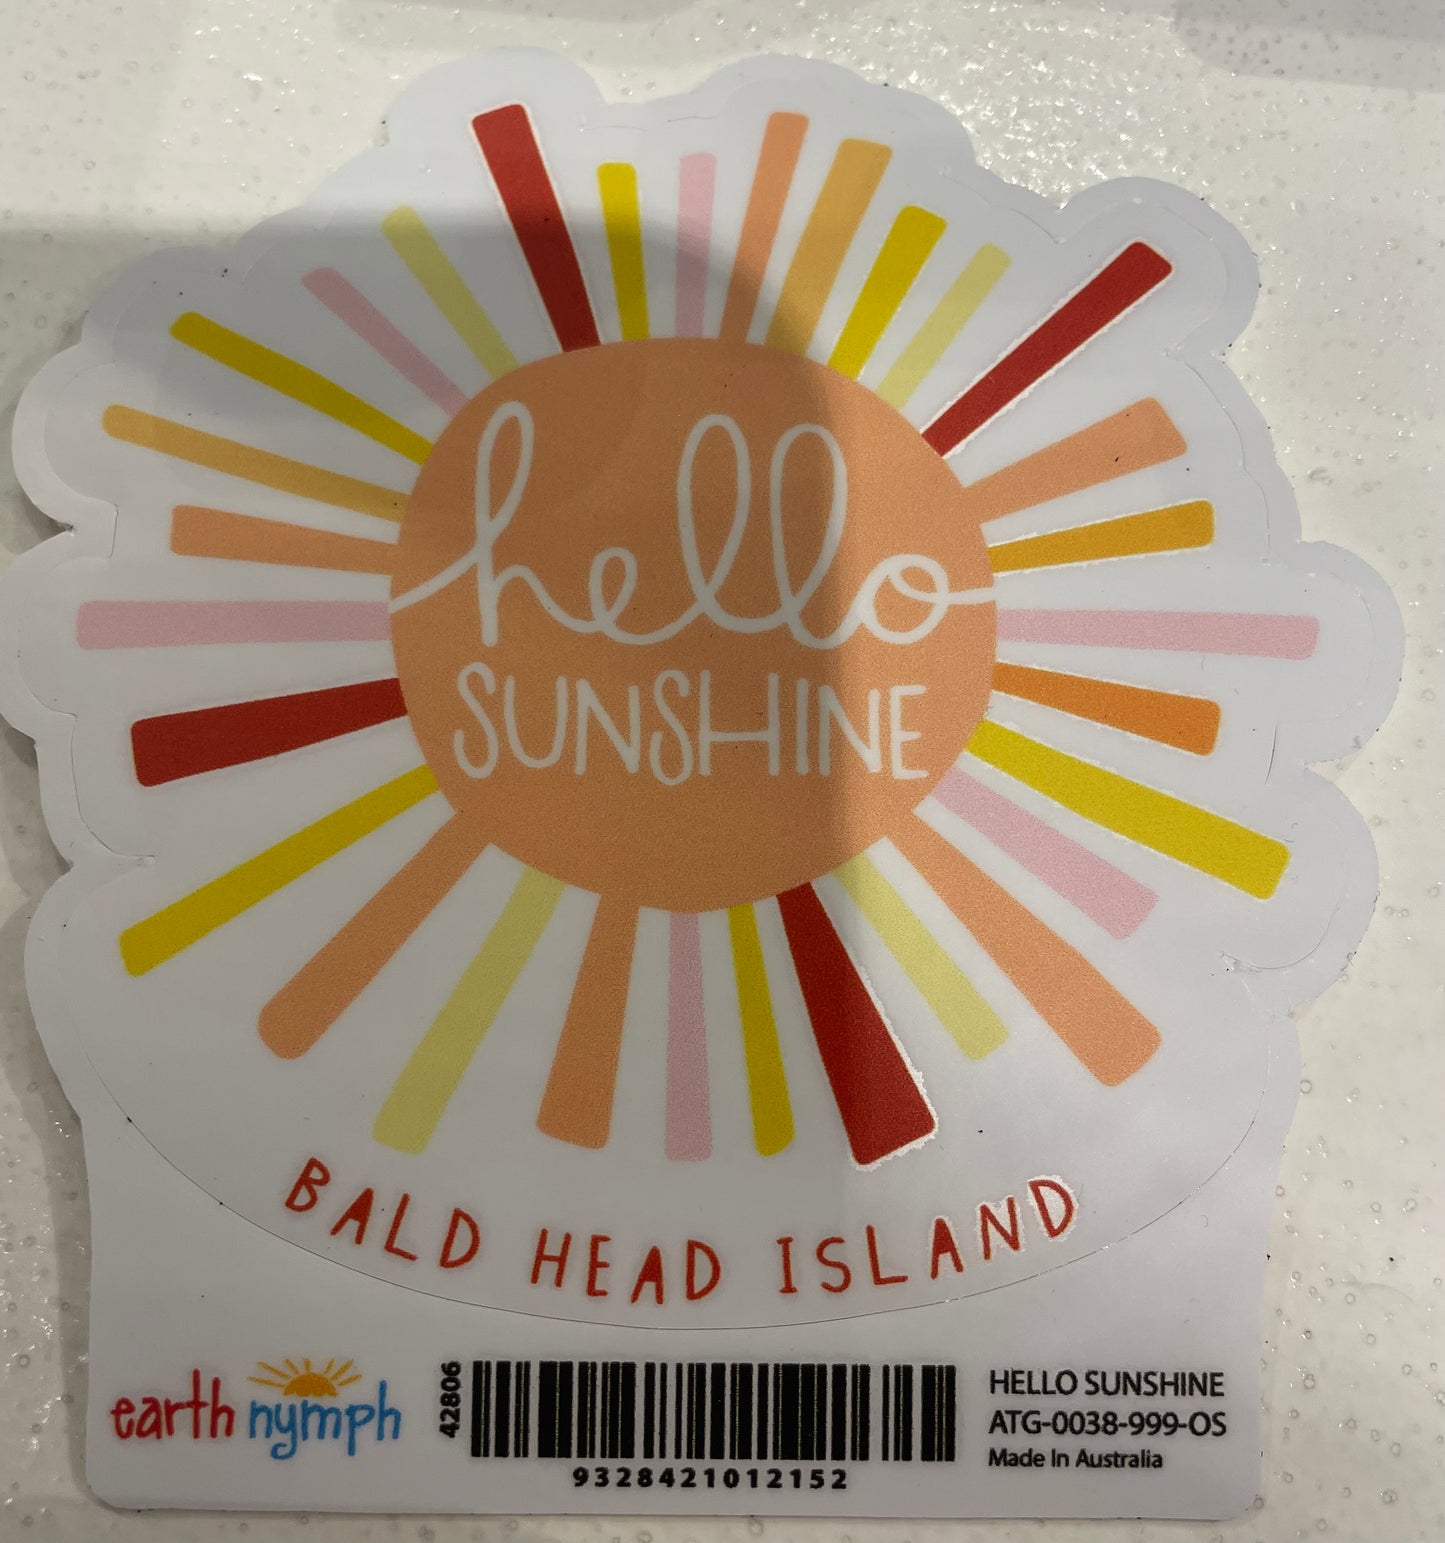 hello
SUNSHINE
BALD HEAD ISLAND
earth nymph
42806
9328421012152
HELLO SUNSHINE
ATG-0038-999-OS
Made In Australia